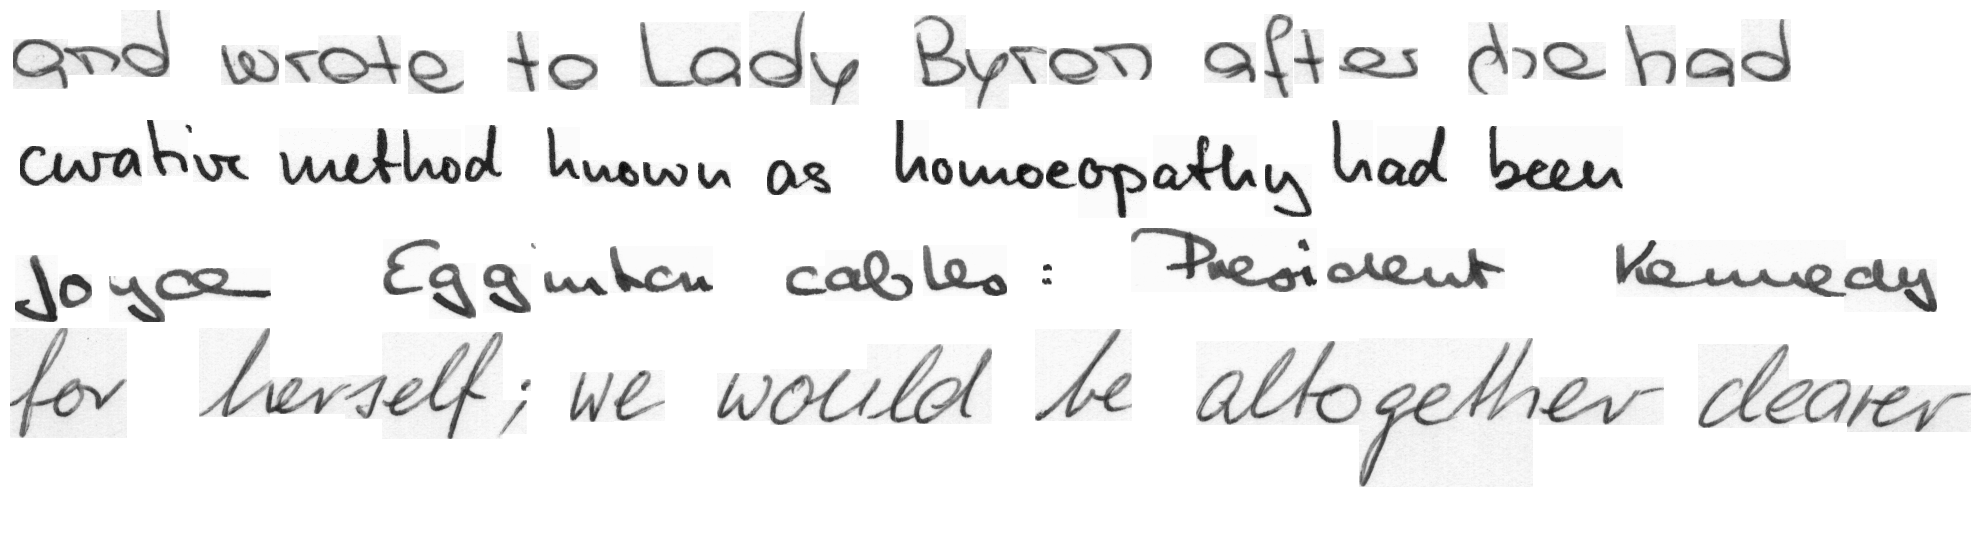 and wrote to Lady Byron after she had
curative method known as homoeopathy had been
Joyce Egginton cables: President Kennedy
for herself; we would be altogether clearer